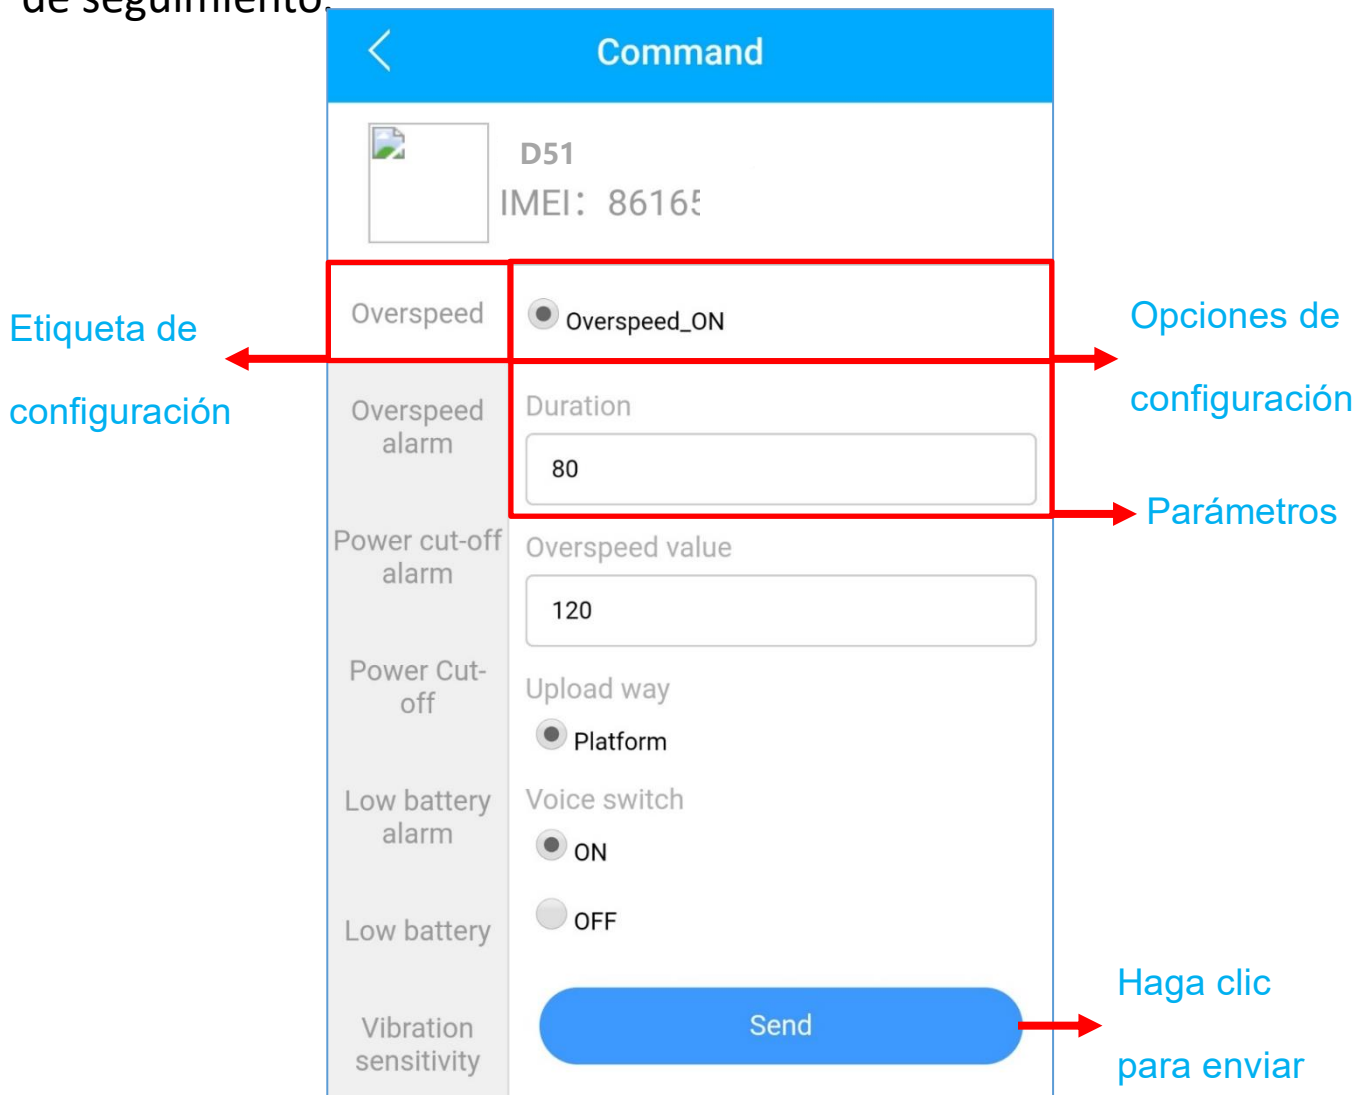 de seguimiento.
Command
D51
IMEI: 86165
Overspeed
Overspeed_ON
Etiqueta de
configuración
Opciones de
configuración
Overspeed
alarm
Duration
80
Parámetros
Power cut-off
alarm
Overspeed value
120
Power Cut-
off
Upload way
Platform
Low battery
alarm
Voice switch
ON
OFF
Low battery
Vibration
sensitivity
Send
Haga clic
para enviar